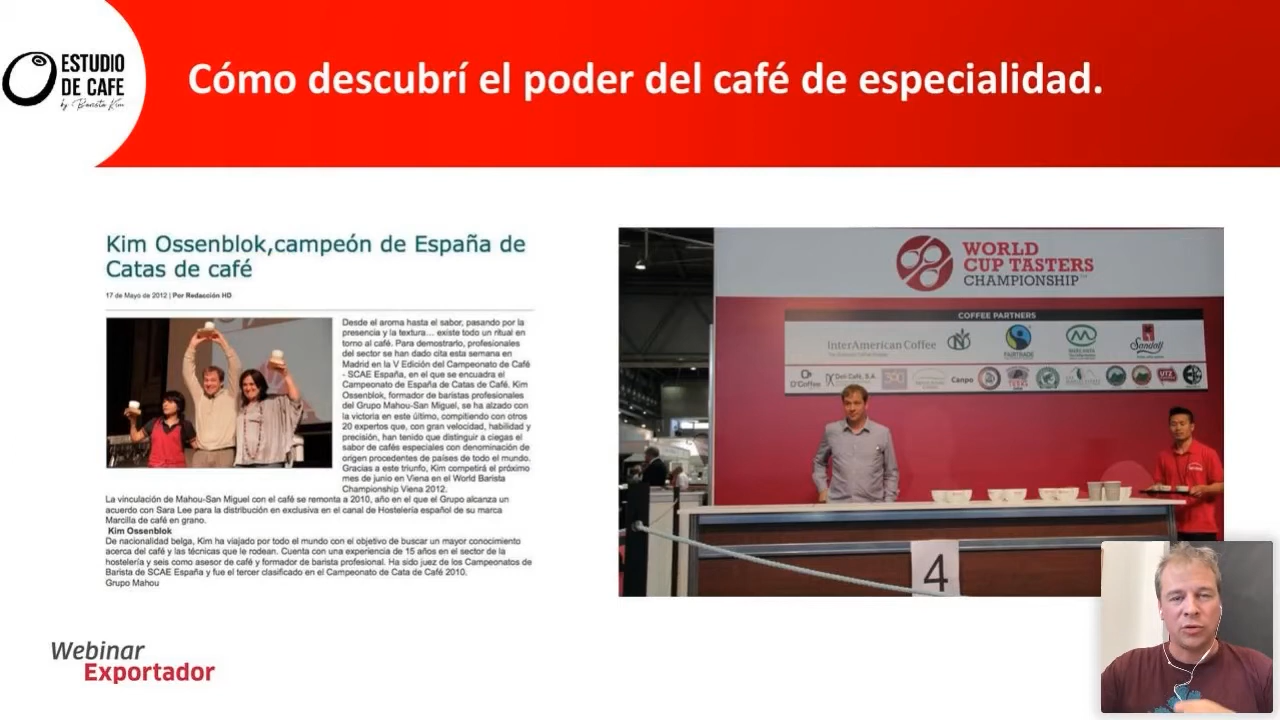 ESTUDIO
DE CAFE
by Barista Kim
Cómo descubrí el poder del café de especialidad.
Kim Ossenblok,campeón de España de
Catas de café
17 de Mayo de 2012 | Por Redacción HD
Desde el aroma hasta el sabor, pasando por la
presencia y la textura... existe todo un ritual en
torno al café. Para demostrarlo, profesionales
del sector se han dado cita esta semana en
Madrid en la V Edición del Campeonato de Café
- SCAE España, en el que se encuadra el
Campeonato de España de Catas de Café. Kim
Ossenblok, formador de baristas profesionales
del Grupo Mahou-San Miguel, se ha alzado con
la victoria en este último, compitiendo con otros
20 expertos que, con gran velocidad, habilidad y
precisión, han tenido que distinguir a ciegas el
sabor de cafés especiales con denominación de
origen procedentes de países de todo el mundo.
Gracias a este triunfo, Kim competirá el próximo
mes de junio en Viena en el World Barista
Championship Viena 2012.
La vinculación de Mahou-San Miguel con el café se remonta a 2010, año en el que el Grupo alcanza un
acuerdo con Sara Lee para la distribución en exclusiva en el canal de Hostelería español de su marca
Marcilla de café en grano.
Kim Ossenblok
De nacionalidad belga, Kim ha viajado por todo el mundo con el objetivo de buscar un mayor conocimiento
acerca del café y las técnicas que le rodean. Cuenta con una experiencia de 15 años en el sector de la
hostelería y seis como asesor de café y formador de barista profesional. Ha sido juez de los Campeonatos de
Barista de SCAE España y fue el tercer clasificado en el Campeonato de Cata de Café 2010.
Grupo Mahou
WORLD
CUP TASTERS
CHAMPIONSHIP
COFFEE PARTNERS
InterAmerican Coffee
FAIRTRADE
Sandalj
O'Coffee
Dori Café, S.A.
Canpo
UTZ
4
Webinar
Exportador